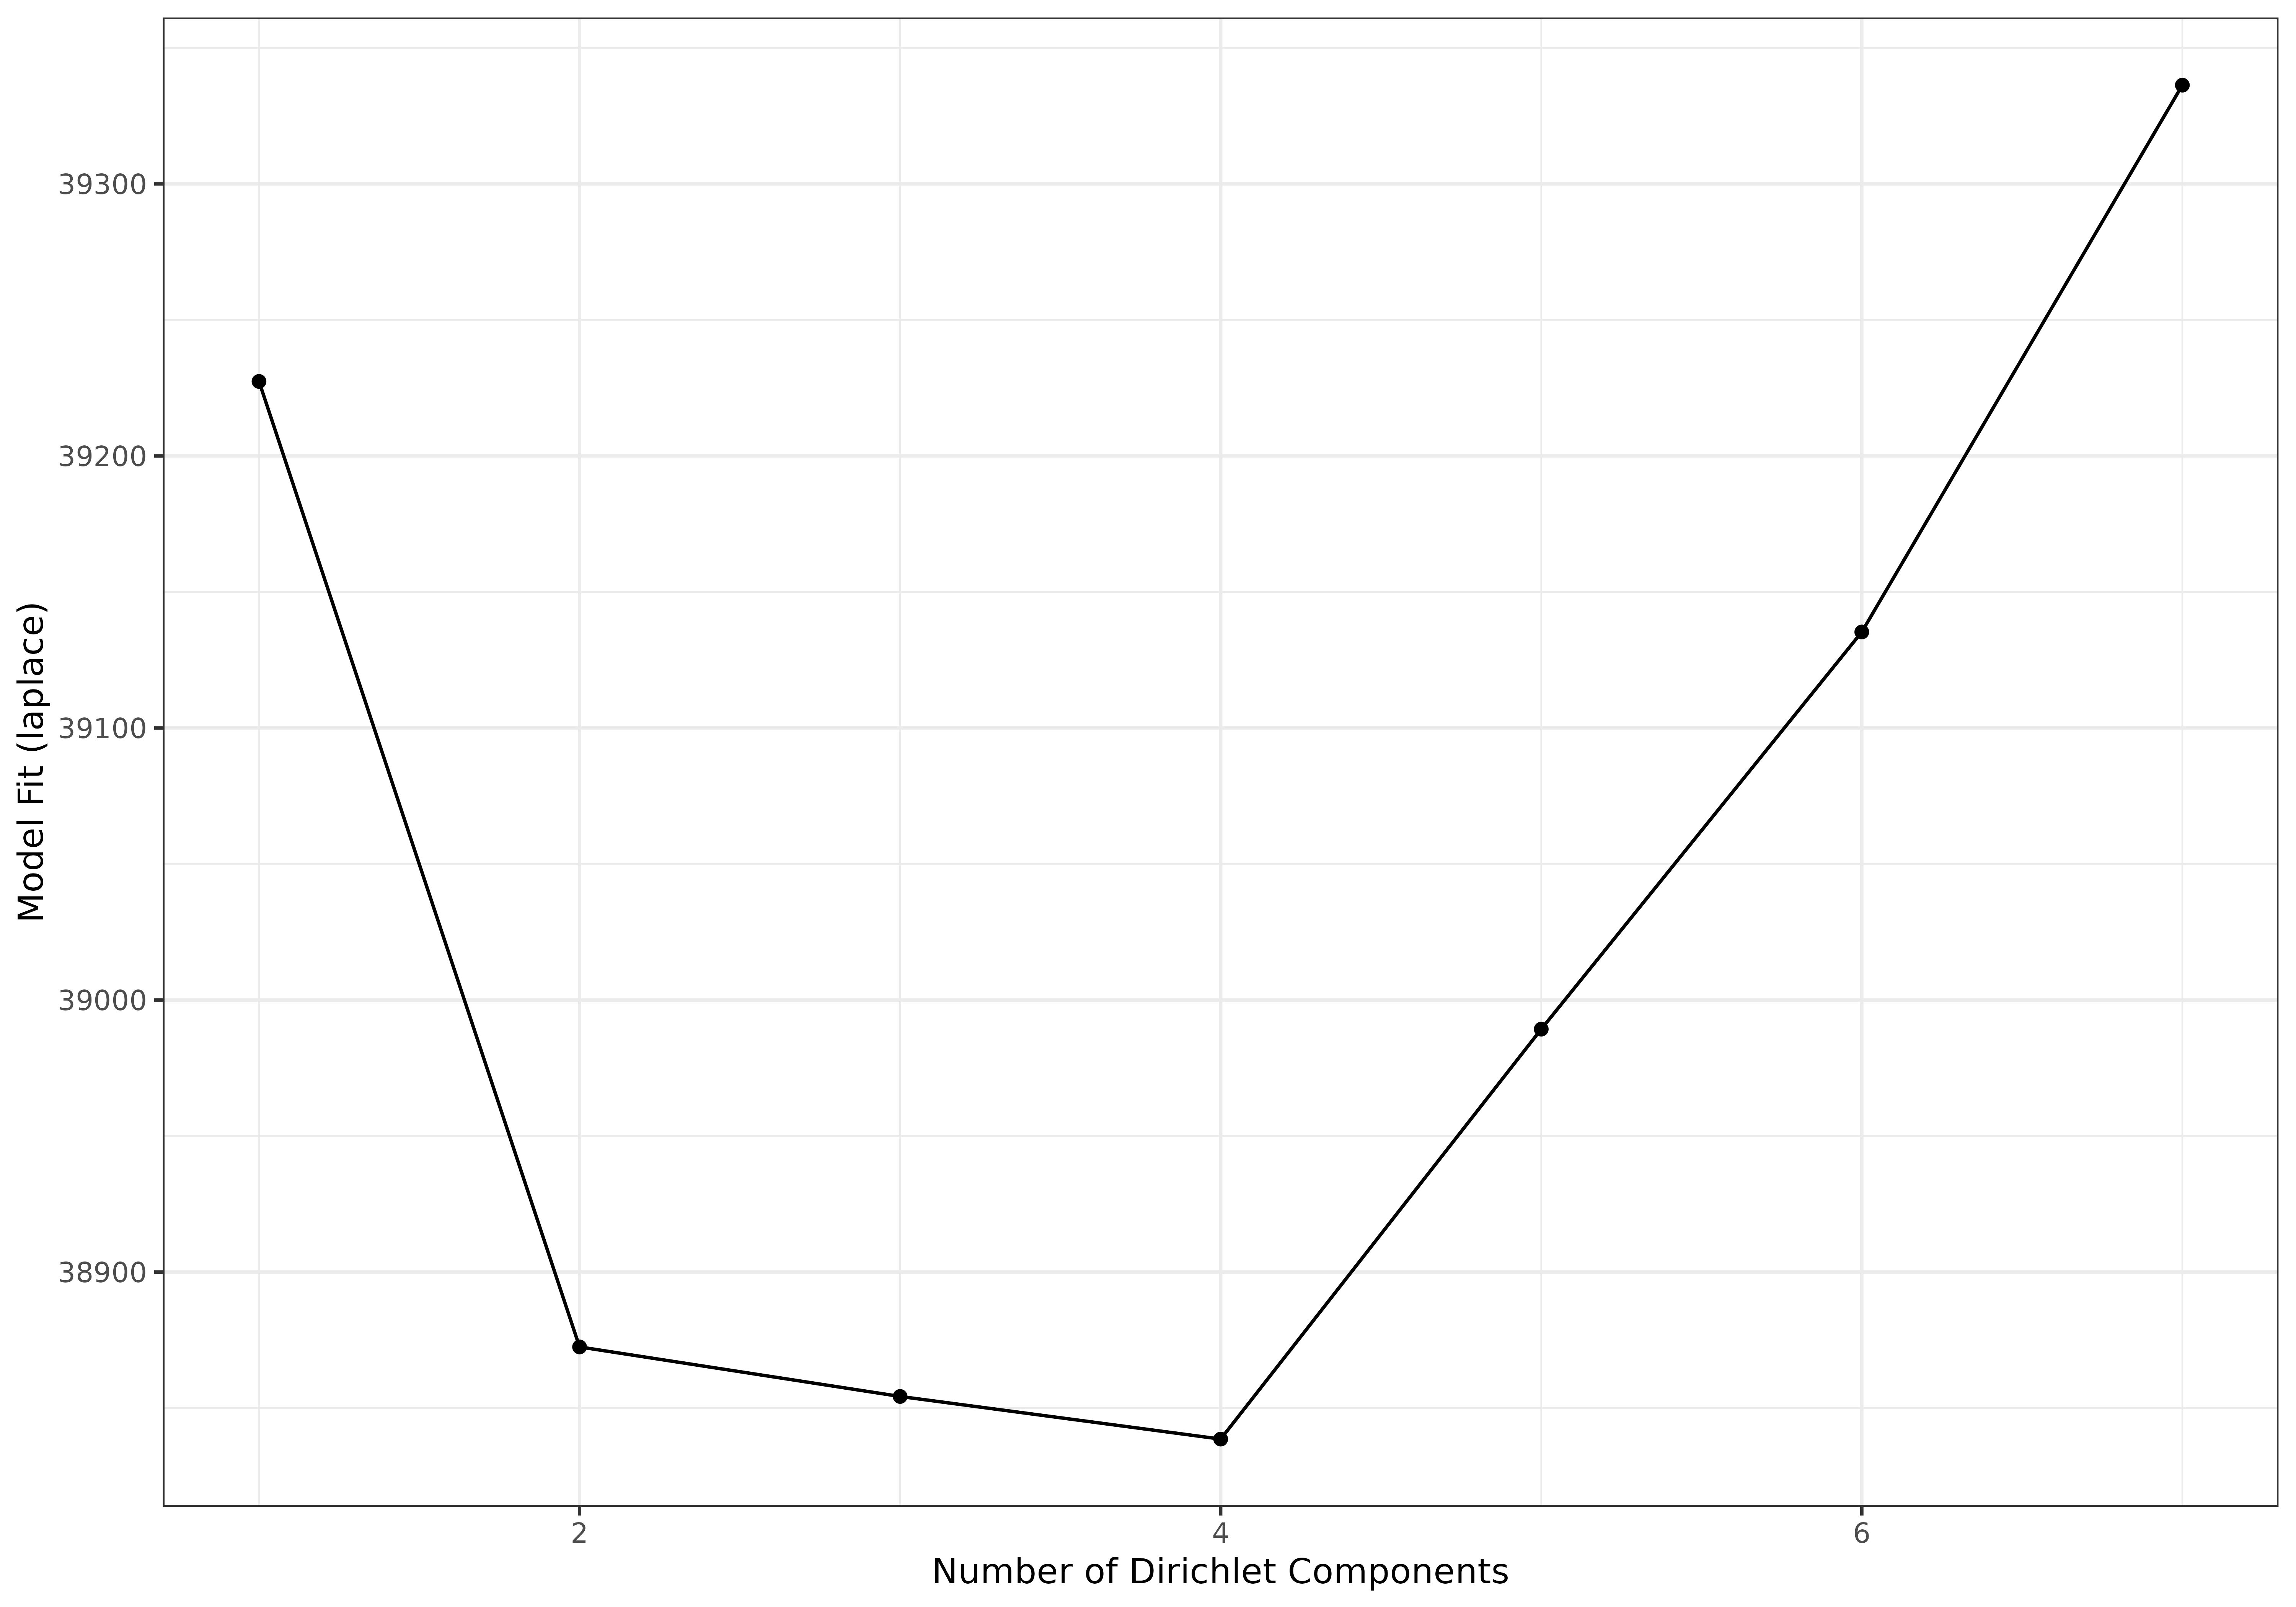 39300
39200
39100
39000
38900
Model Fit (laplace)
2 4 6
Number of Dirichlet Components